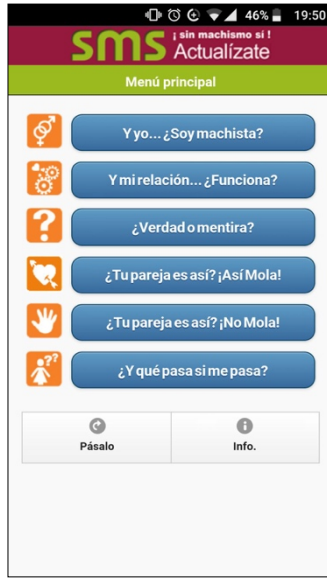 46% 19:50
SMS ¡ sin machismo sí !
Actualízate
Menú principal
Y yo... ¿Soy machista?
Y mi relación... ¿Funciona?
¿Verdad o mentira?
¿Tu pareja es así? ¡Así Mola!
¿Tu pareja es así? ¡No Mola!
¿Y qué pasa si me pasa?
Pásalo Info.